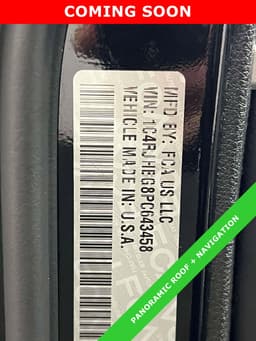 COMING SOON
MFD. BY: FCA US LLC
VIN: 1C4RJHEG8PC643458
VEHICLE MADE IN: U.S.A.
PANORAMIC ROOF + NAVIGATION